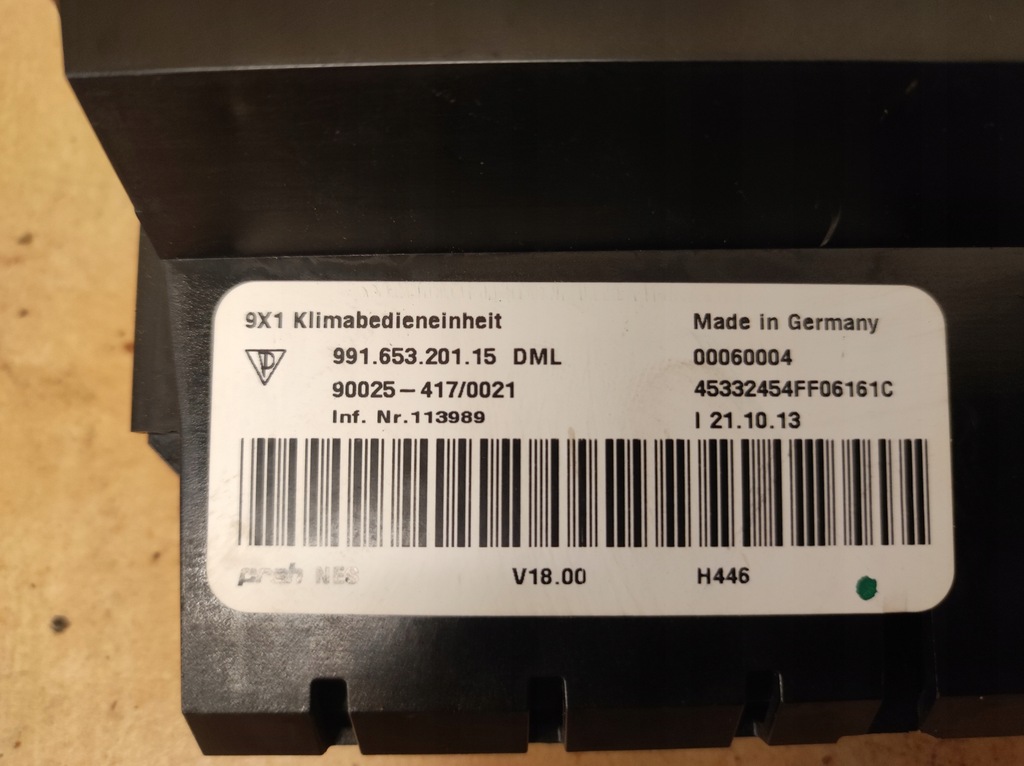 9X1 Klimabedieneinheit
Made in Germany
991.653.201.15 DML
00060004
90025-417/0021
45332454FF06161C
Inf. Nr.113989
I 21.10.13
preh
V18.00
H446